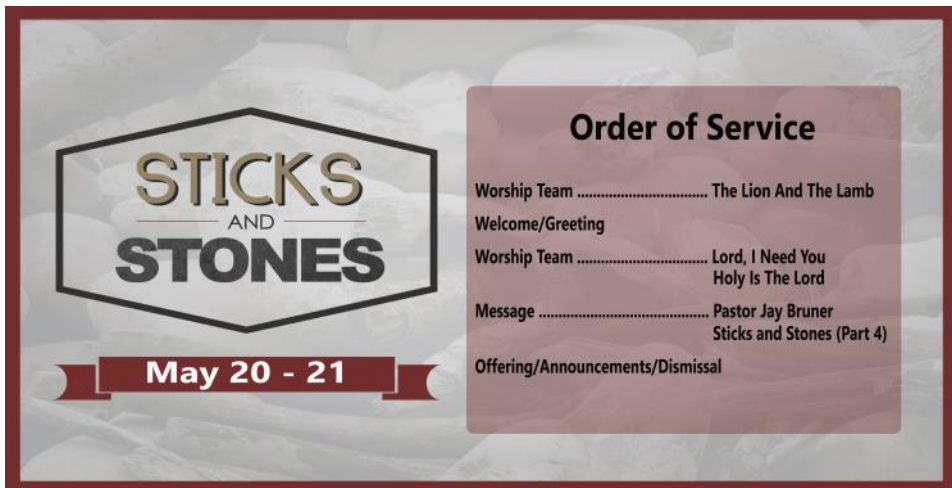 STICKS
AND
STONES
May 20 - 21
Order of Service
Worship Team ................................ The Lion And The Lamb
Welcome/Greeting
Worship Team ................................ Lord, I Need You
Holy Is The Lord
Message .......................................... Pastor Jay Bruner
Sticks and Stones (Part 4)
Offering/Announcements/Dismissal